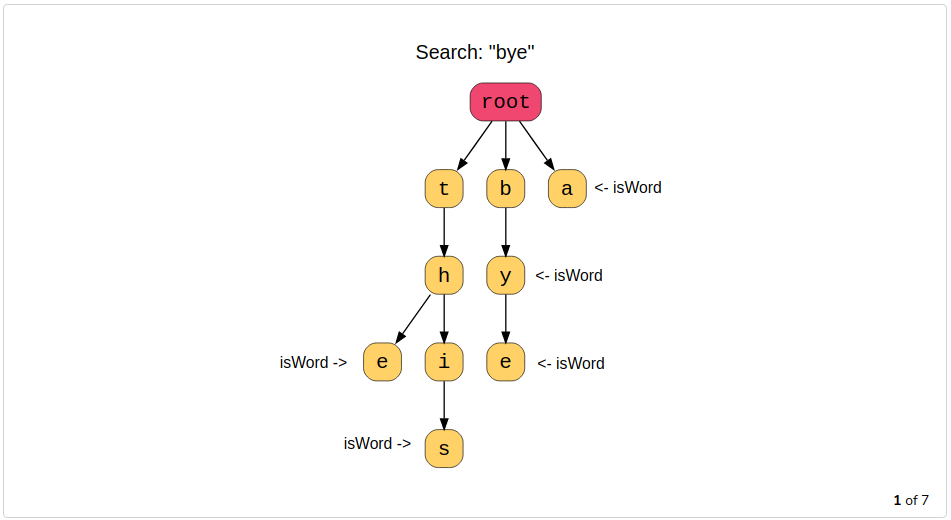 Search: "bye"
root
t b a <- isWord
h y <- isWord
isWord -> e i e <- isWord
isWord -> s
1 of 7